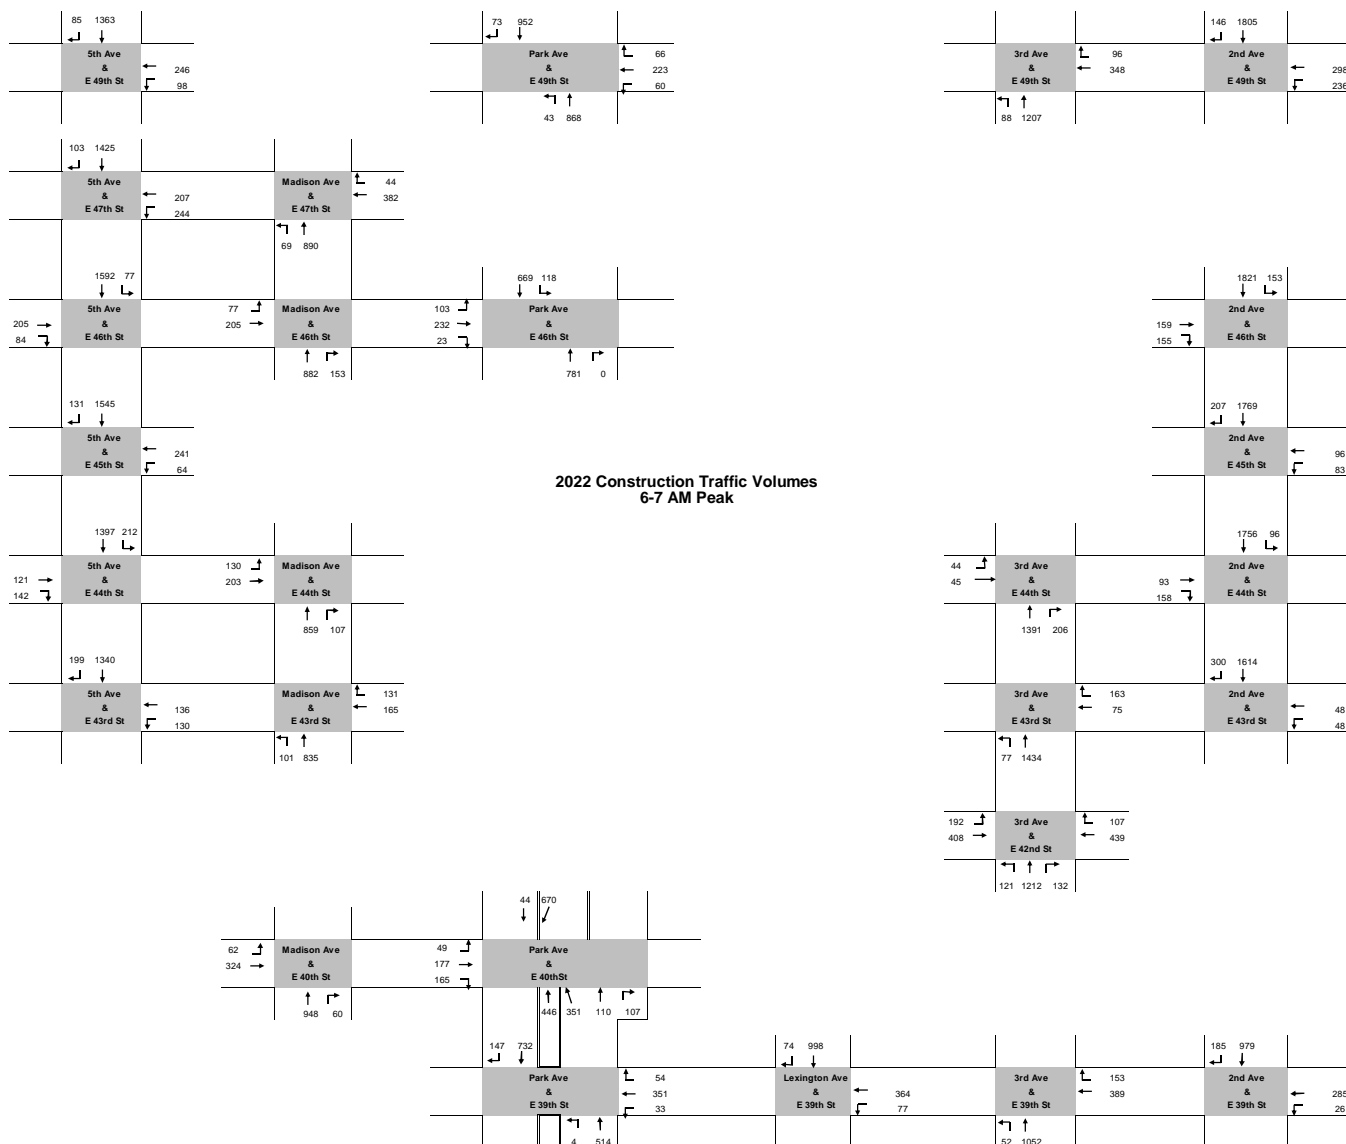 85 1363
5th Ave
&
E 49th St
246
98
73 952
Park Ave
&
E 49th St
66
223
60
43 868
3rd Ave
&
E 49th St
96
348
88 1207
146 1805
2nd Ave
&
E 49th St
298
236
103 1425
5th Ave
&
E 47th St
207
244
Madison Ave
&
E 47th St
44
382
69 890
1592 77
205
84
5th Ave
&
E 46th St
77
205
Madison Ave
&
E 46th St
882 153
669 118
103
232
23
Park Ave
&
E 46th St
781 0
1821 153
159
155
2nd Ave
&
E 46th St
131 1545
5th Ave
&
E 45th St
241
64
207 1769
2nd Ave
&
E 45th St
96
83
2022 Construction Traffic Volumes
6-7 AM Peak
1397 212
121
142
5th Ave
&
E 44th St
130
203
Madison Ave
&
E 44th St
859 107
44
45
3rd Ave
&
E 44th St
1391 206
1756 96
93
158
2nd Ave
&
E 44th St
199 1340
5th Ave
&
E 43rd St
136
130
Madison Ave
&
E 43rd St
131
165
101 835
3rd Ave
&
E 43rd St
163
75
77 1434
300 1614
2nd Ave
&
E 43rd St
48
48
192
408
3rd Ave
&
E 42nd St
107
439
121 1212 132
62
324
Madison Ave
&
E 40th St
948 60
44 670
49
177
165
Park Ave
&
E 40thSt
446 351 110 107
147 732
Park Ave
&
E 39th St
54
351
33
4 514
74 998
Lexington Ave
&
E 39th St
364
77
3rd Ave
&
E 39th St
153
389
52 1052
185 979
2nd Ave
&
E 39th St
285
26